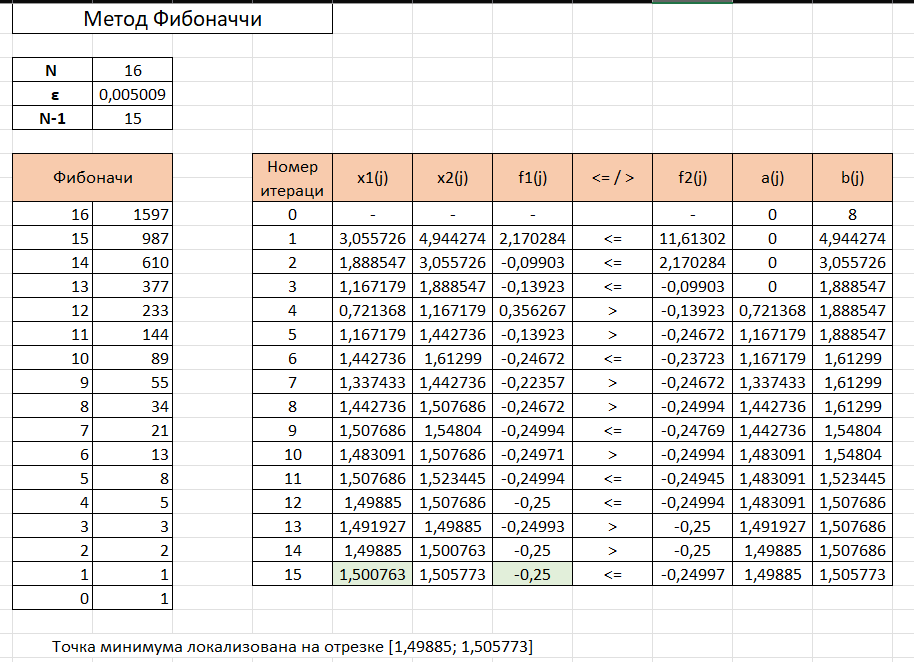 Метод Фибоначчи
N 16
ε 0,005009
N-1 15
Фибоначи
Номер итераци x1(j) x2(j) f1(j) <= / > f2(j) a(j) b(j)
16 1597 0 - - - - 0 8
15 987 1 3,055726 4,944274 2,170284 <= 11,61302 0 4,944274
14 610 2 1,888547 3,055726 -0,09903 <= 2,170284 0 3,055726
13 377 3 1,167179 1,888547 -0,13923 <= -0,09903 0 1,888547
12 233 4 0,721368 1,167179 0,356267 > -0,13923 0,721368 1,888547
11 144 5 1,167179 1,442736 -0,13923 > -0,24672 1,167179 1,888547
10 89 6 1,442736 1,61299 -0,24672 <= -0,23723 1,167179 1,61299
9 55 7 1,337433 1,442736 -0,22357 > -0,24672 1,337433 1,61299
8 34 8 1,442736 1,507686 -0,24672 > -0,24994 1,442736 1,61299
7 21 9 1,507686 1,54804 -0,24994 <= -0,24769 1,442736 1,54804
6 13 10 1,483091 1,507686 -0,24971 > -0,24994 1,483091 1,54804
5 8 11 1,507686 1,523445 -0,24994 <= -0,24945 1,483091 1,523445
4 5 12 1,49885 1,507686 -0,25 <= -0,24994 1,483091 1,507686
3 3 13 1,491927 1,49885 -0,24993 > -0,25 1,491927 1,507686
2 2 14 1,49885 1,500763 -0,25 > -0,25 1,49885 1,507686
1 1 15 1,500763 1,505773 -0,25 <= -0,24997 1,49885 1,505773
0 1
Точка минимума локализована на отрезке [1,49885; 1,505773]